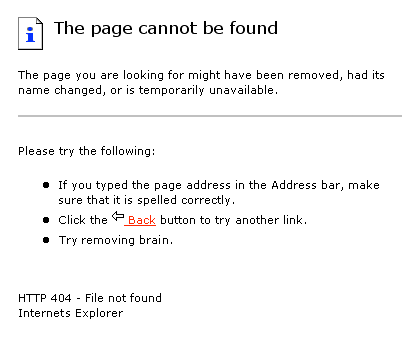 The page cannot be found
The page you are looking for might have been removed, had its
name changed, or is temporarily unavailable.
Please try the following:
If you typed the page address in the Address bar, make
sure that it is spelled correctly.
Click the Back button to try another link.
Try removing brain.
HTTP 404 - File not found
Internets Explorer